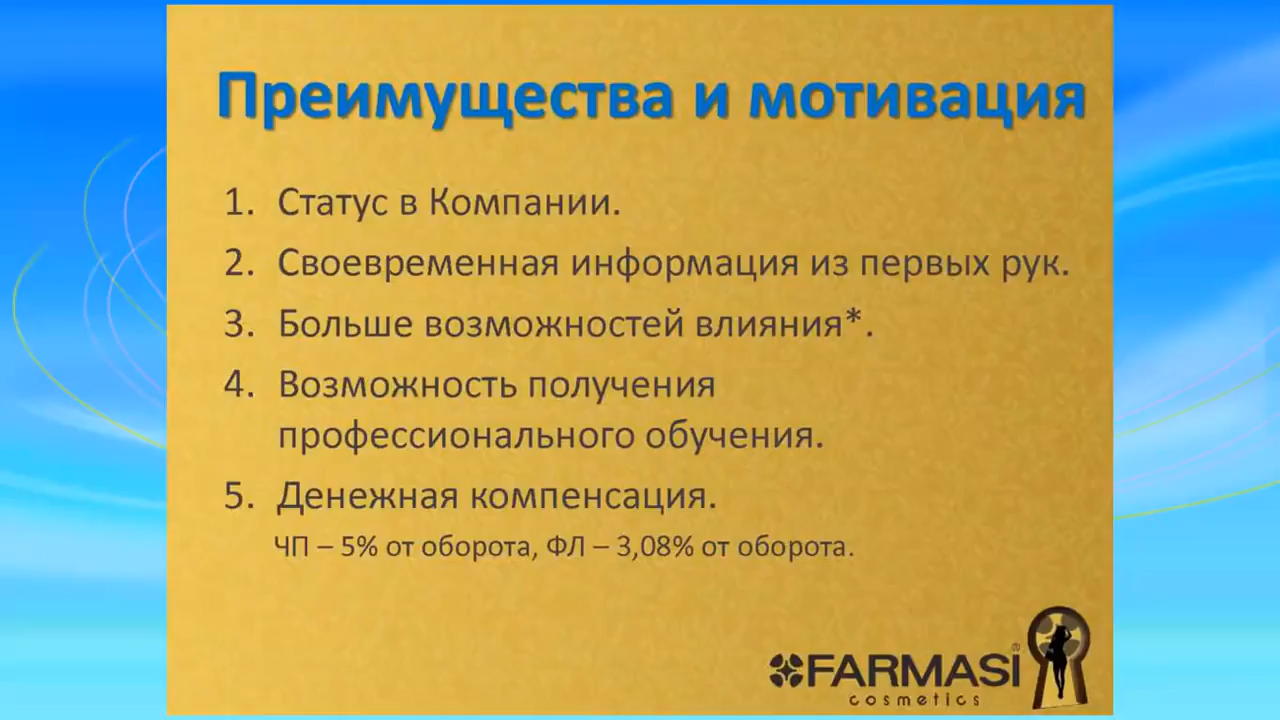 Преимущества и мотивация
1. Статус в Компании.
2. Своевременная информация из первых рук.
3. Больше возможностей влияния*.
4. Возможность получения
профессионального обучения.
5. Денежная компенсация.
ЧП – 5% от оборота, ФЛ – 3,08% от оборота.
FARMASi®
cosmetics